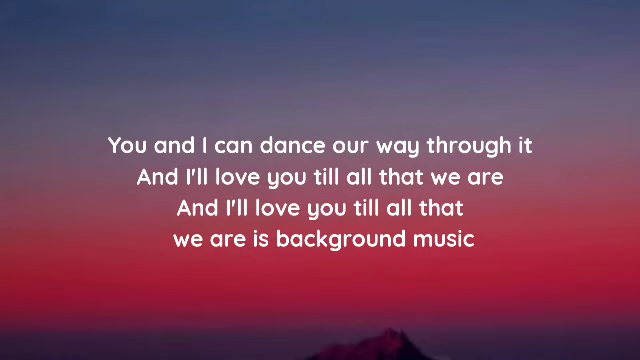 You and I can dance our way through it
And I'll love you till all that we are
And I'll love you till all that
we are is background music